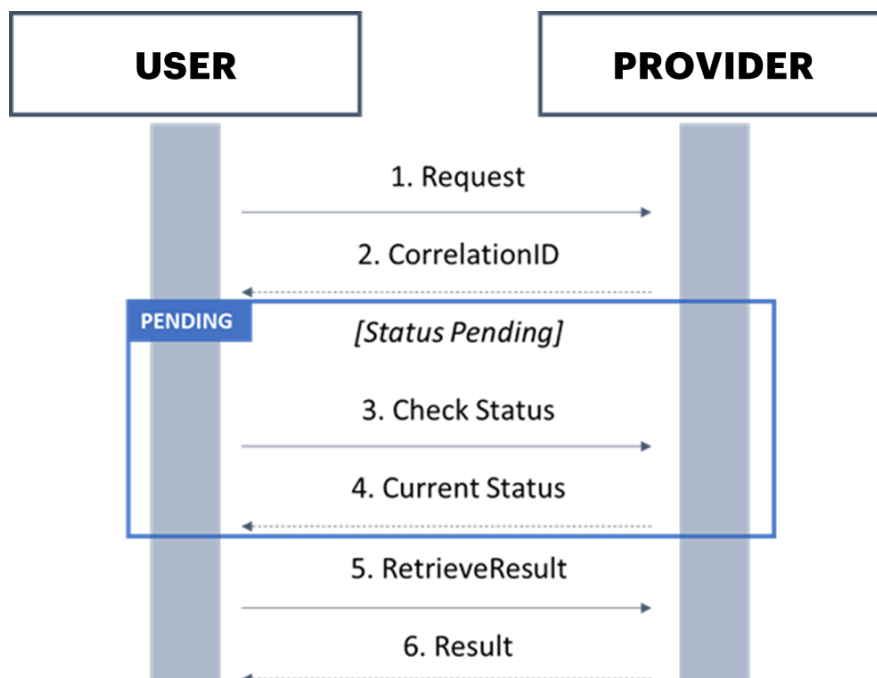 USER
PROVIDER
1. Request
2. CorrelationID
PENDING
[Status Pending]
3. Check Status
4. Current Status
5. RetrieveResult
6. Result